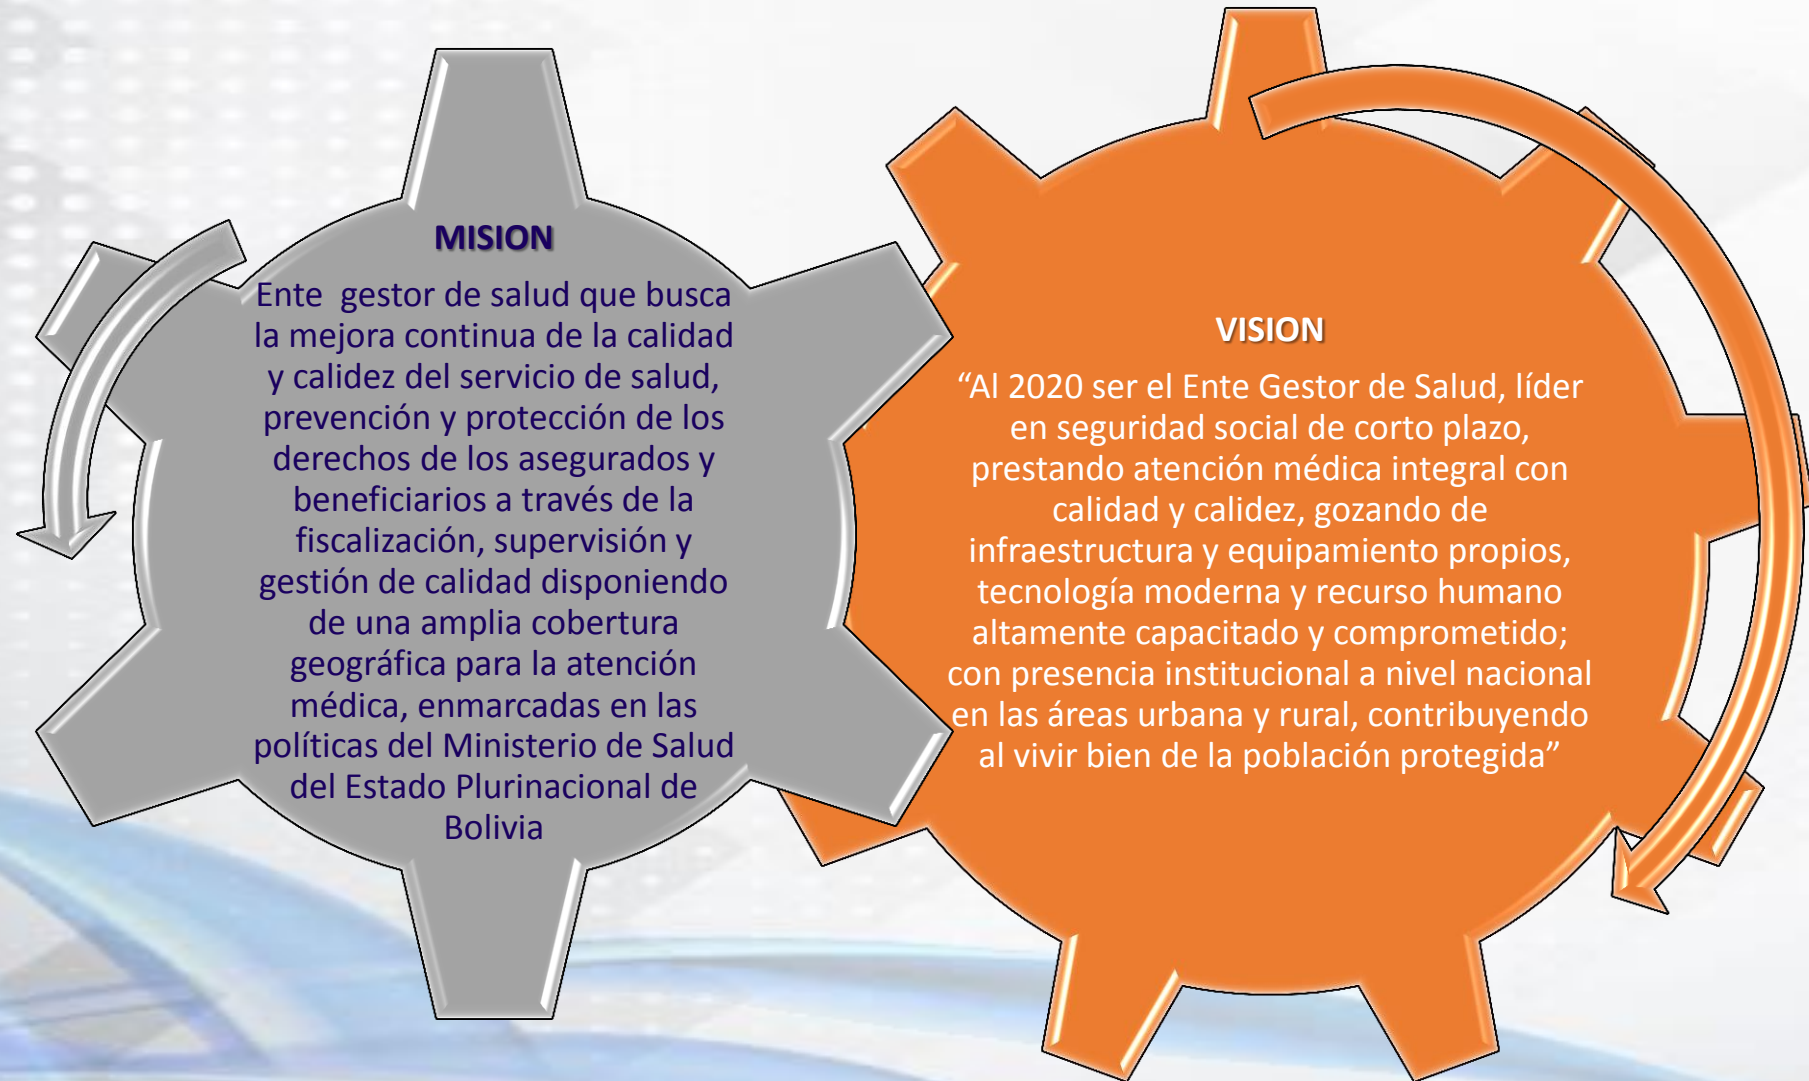 MISION
Ente gestor de salud que busca
la mejora continua de la calidad
y calidez del servicio de salud,
prevención y protección de los
derechos de los asegurados y
beneficiarios a través de la
fiscalización, supervisión y
gestión de calidad disponiendo
de una amplia cobertura
geográfica para la atención
médica, enmarcadas en las
políticas del Ministerio de Salud
del Estado Plurinacional de
Bolivia
VISION
“Al 2020 ser el Ente Gestor de Salud, líder
en seguridad social de corto plazo,
prestando atención médica integral con
calidad y calidez, gozando de
infraestructura y equipamiento propios,
tecnología moderna y recurso humano
altamente capacitado y comprometido;
con presencia institucional a nivel nacional
en las áreas urbana y rural, contribuyendo
al vivir bien de la población protegida”